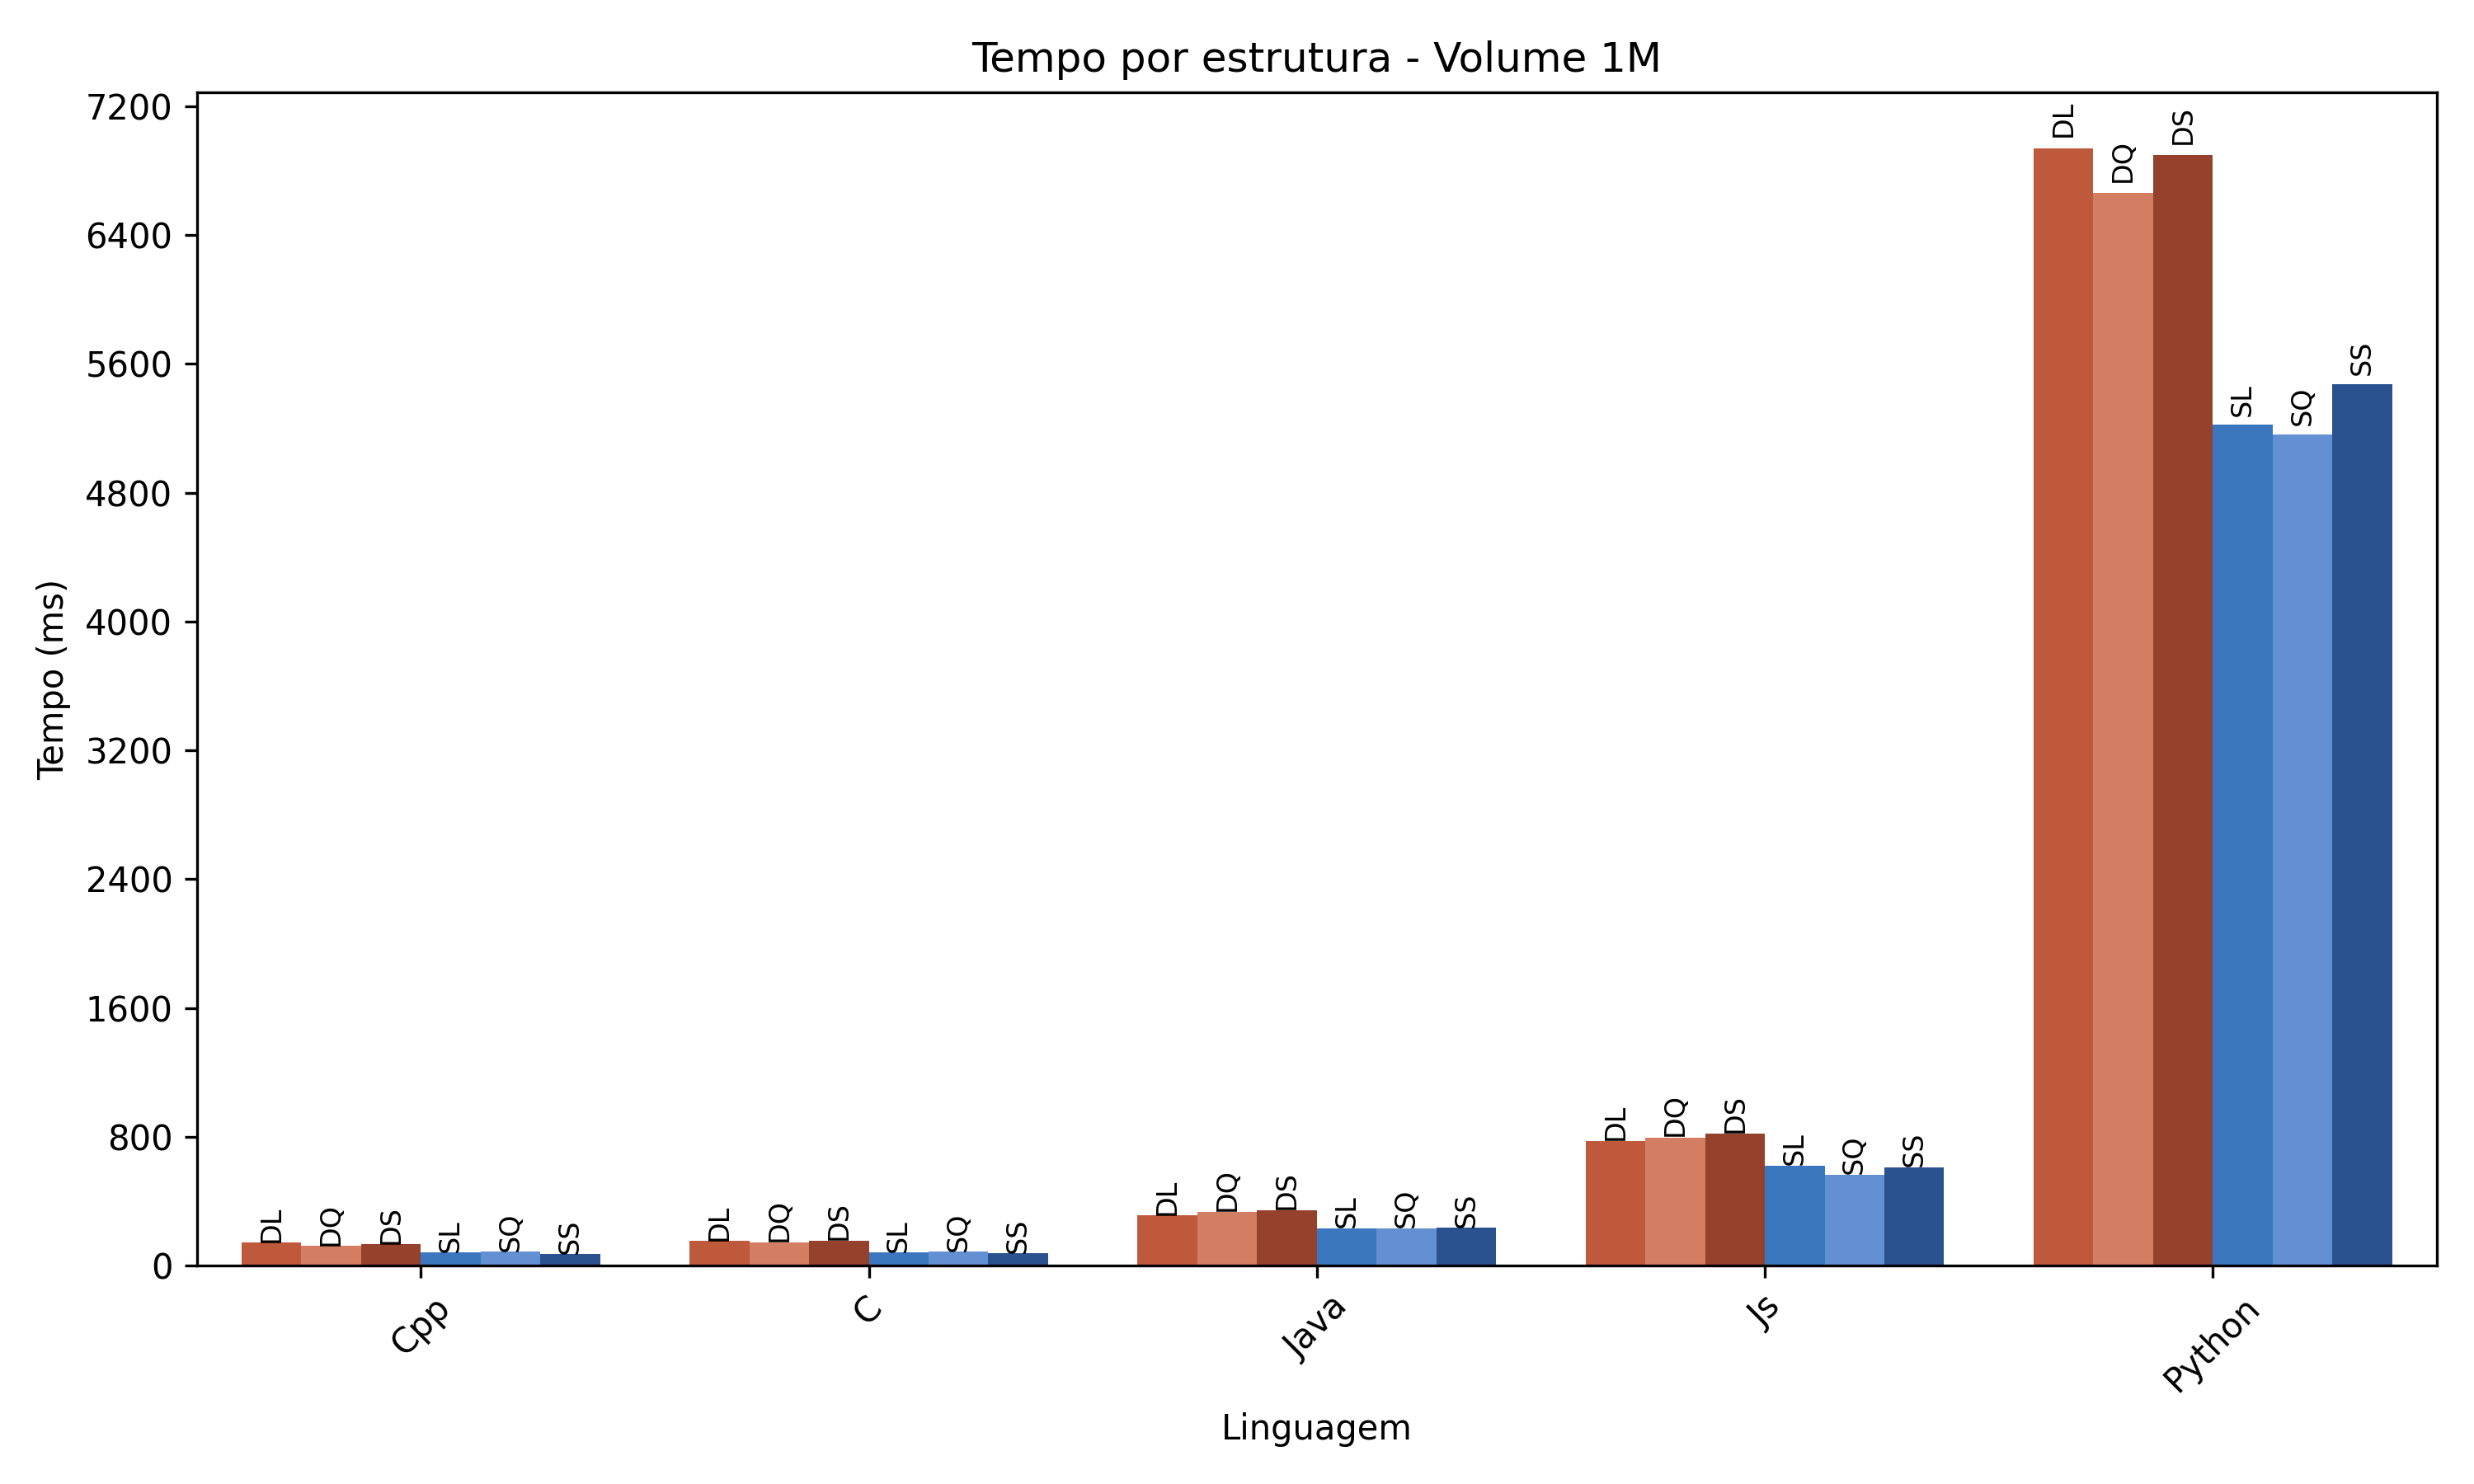 Tempo por estrutura - Volume 1M
Tempo (ms)
7200
6400
5600
4800
4000
3200
2400
1600
800
0
DL DQ DS SL SQ SS
DL DQ DS SL SQ SS
DL DQ DS SL SQ SS
DL DQ DS SL SQ SS
DL DQ DS SL SQ SS
Cpp C Java Js Python
Linguagem